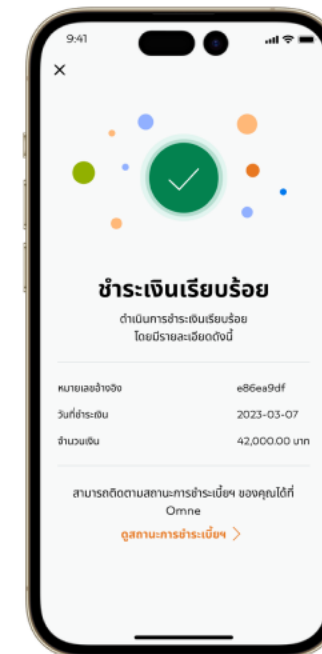 9:41
ชำระเงินเรียบร้อย
ดำเนินการชำระเงินเรียบร้อย
โดยมีรายละเอียดดังนี้
หมายเลขอ้างอิง e86ea9df
วันที่ชำระเงิน 2023-03-07
จำนวนเงิน 42,000.00 บาท
สามารถติดตามสถานะการชำระเบี้ยฯ ของคุณได้ที่
Omne
ดูสถานะการชำระเบี้ยฯ